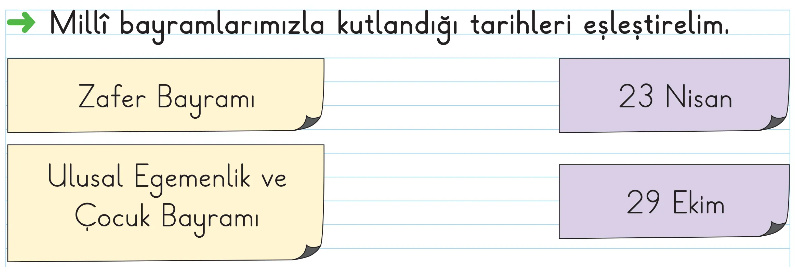 Millî bayramlarımızla kutlandığı tarihleri eşleştirelim.
Zafer Bayramı
23 Nisan
Ulusal Egemenlik ve
Çocuk Bayramı
29 Ekim